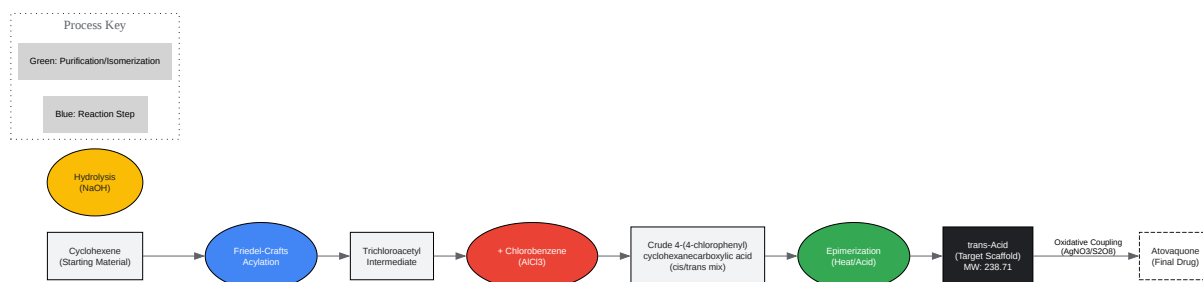 Process Key
Green: Purification/Isomerization
Blue: Reaction Step
Hydrolysis
(NaOH)
Cyclohexene
(Starting Material)
Friedel-Crafts
Acylation
Trichloroacetyl
Intermediate
+ Chlorobenzene
(AlCl3)
Crude 4-(4-chlorophenyl)
cyclohexanecarboxylic acid
(cis/trans mix)
Epimerization
(Heat/Acid)
trans-Acid
(Target Scaffold)
MW: 238.71
Oxidative Coupling
(AgNO3/S2O8)
Atovaquone
(Final Drug)